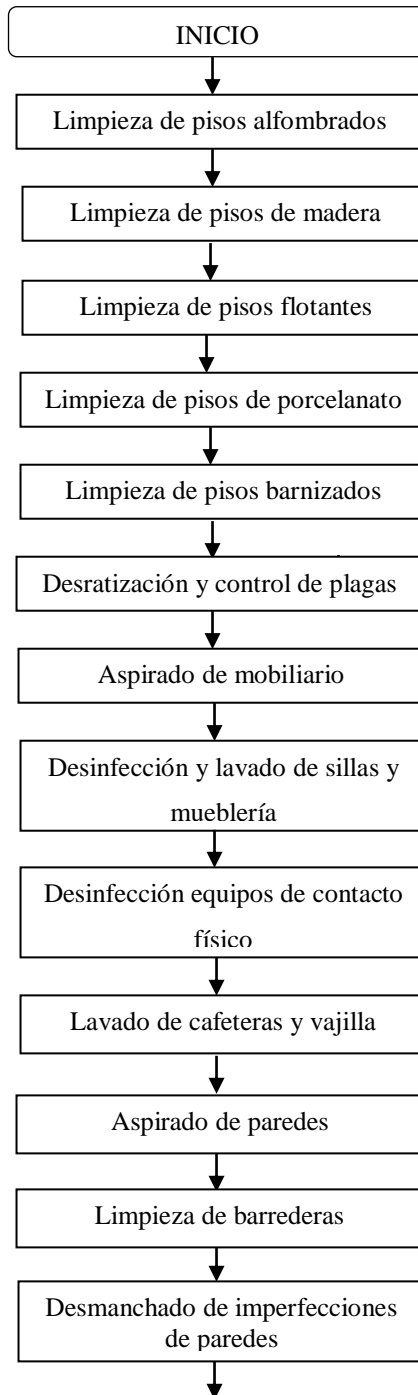 INICIO
Limpieza de pisos alfombrados
Limpieza de pisos de madera
Limpieza de pisos flotantes
Limpieza de pisos de porcelanato
Limpieza de pisos barnizados
Desratización y control de plagas
Aspirado de mobiliario
Desinfección y lavado de sillas y
mueblería
Desinfección equipos de contacto
físico
Lavado de cafeteras y vajilla
Aspirado de paredes
Limpieza de barrederas
Desmanchado de imperfecciones
de paredes